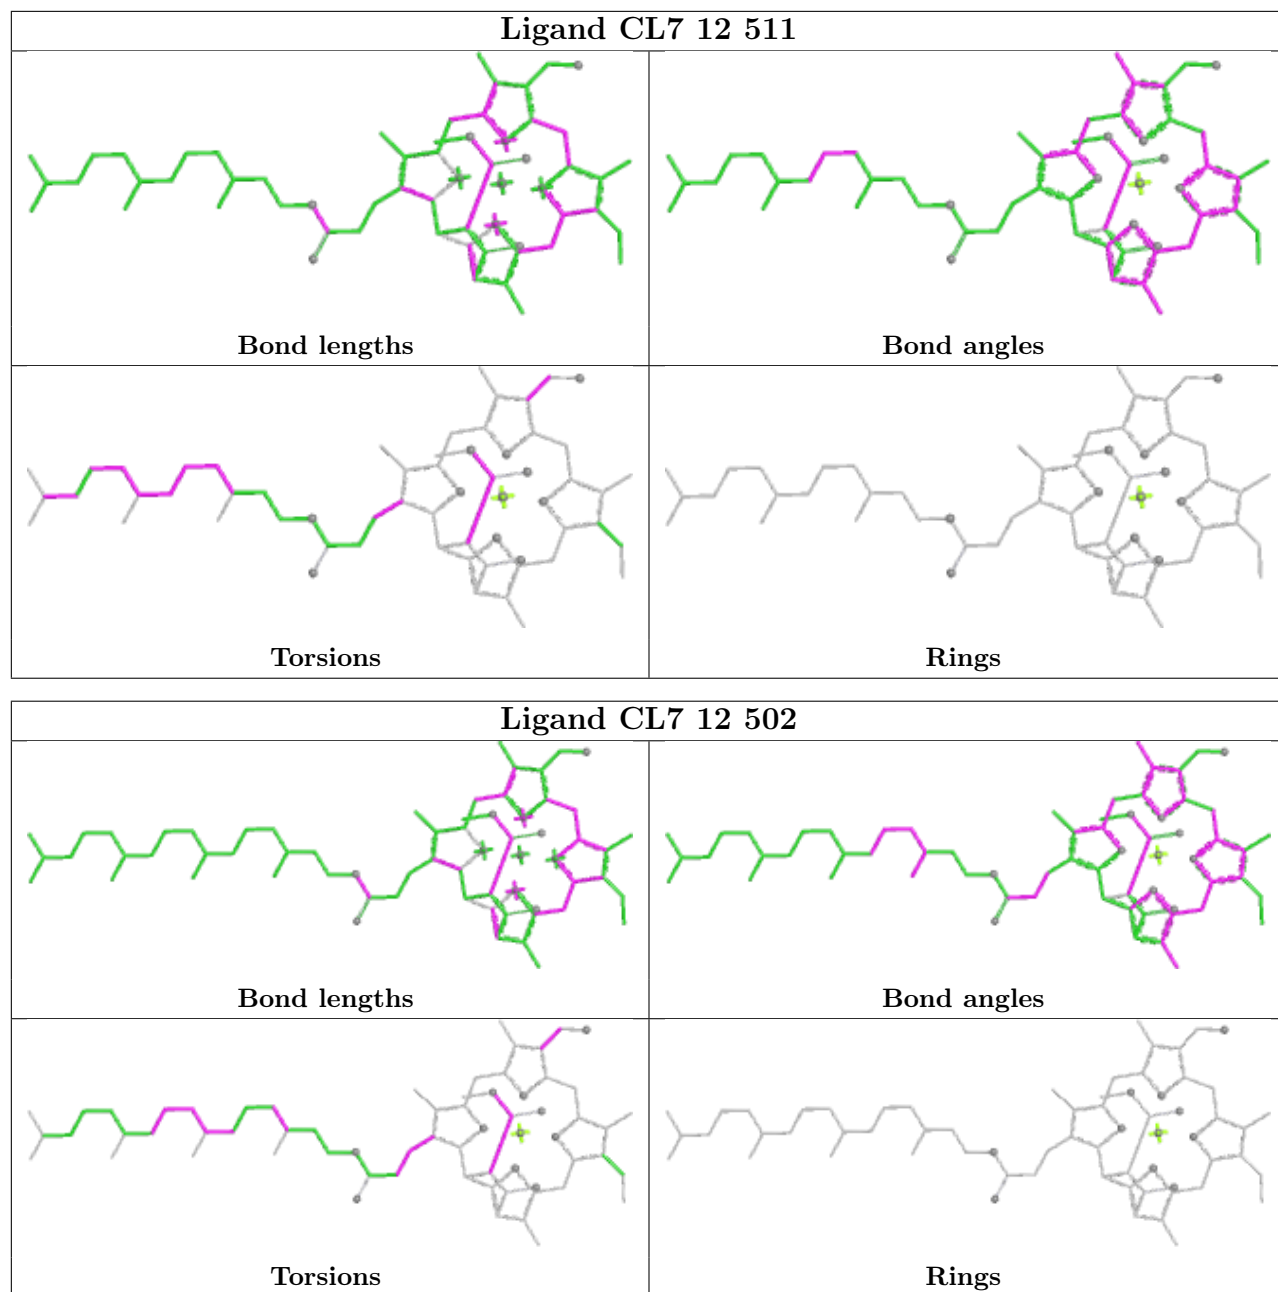 Ligand CL7 12 511
Bond lengths
Bond angles
Torsions
Rings
Ligand CL7 12 502
Bond lengths
Bond angles
Torsions
Rings